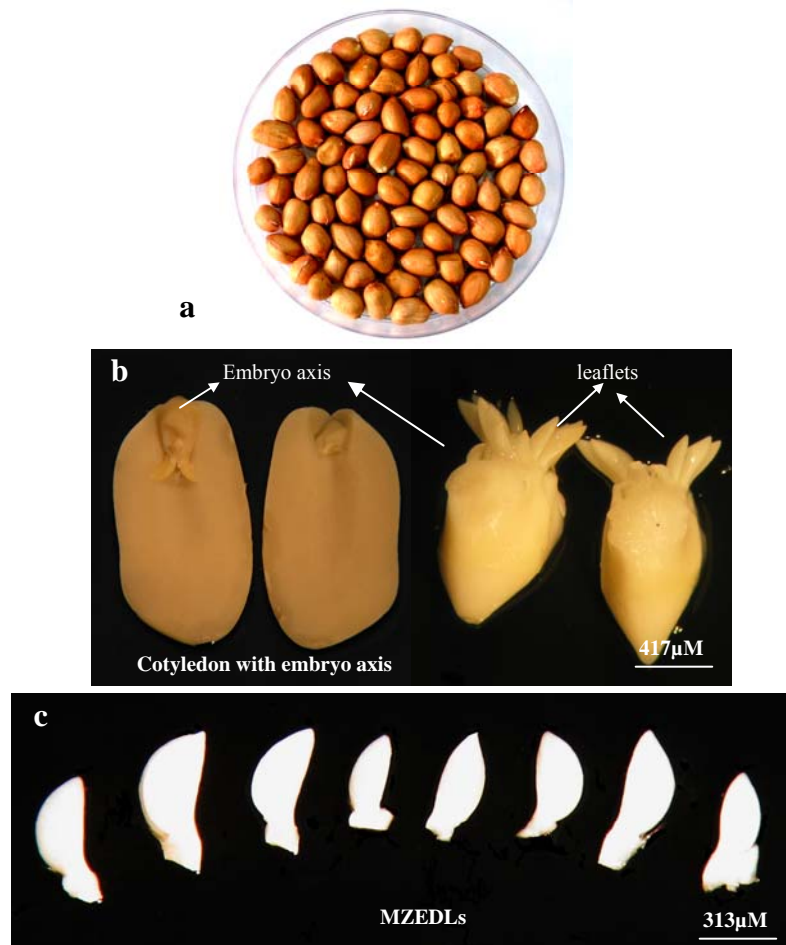 a
b
Embryo axis
leaflets
Cotyledon with embryo axis
417µM
c
MZEDLs
313µM